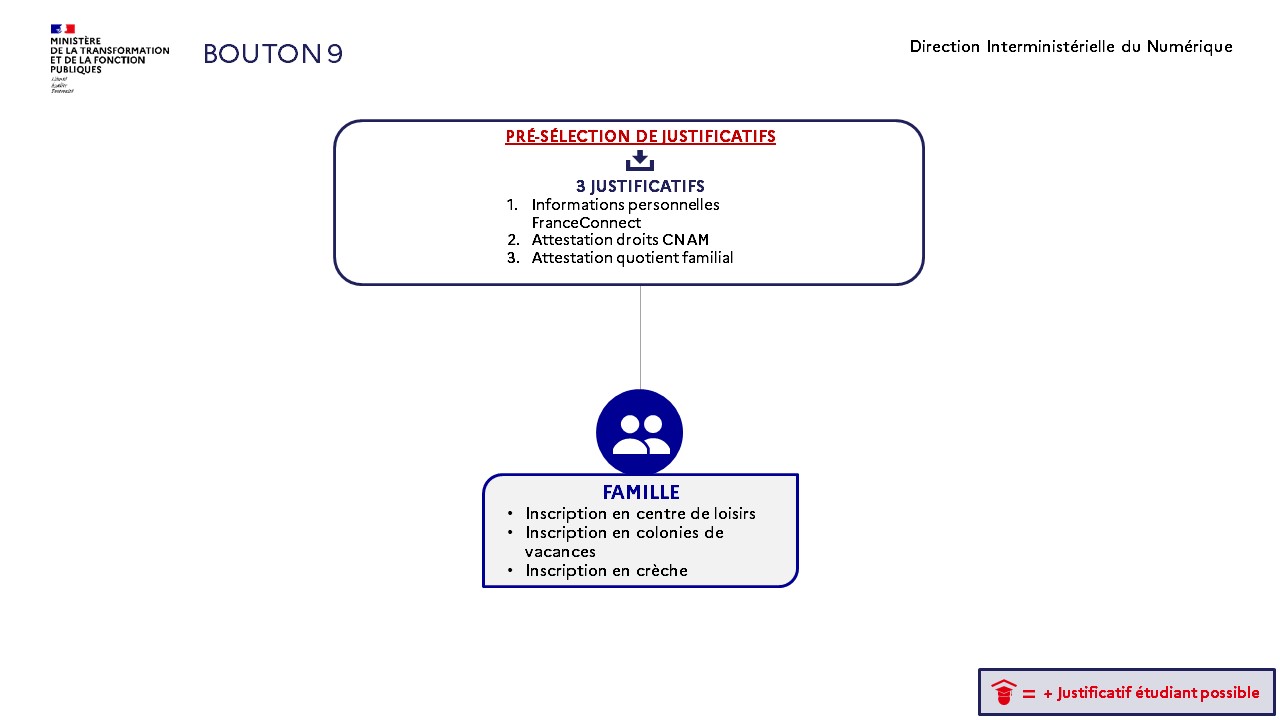 MINISTÈRE
DE LA TRANSFORMATION
ET DE LA FONCTION
PUBLIQUES
Liberté
Égalité
Fraternité
BOUTON 9
Direction Interministérielle du Numérique
PRÉ-SÉLECTION DE JUSTIFICATIFS
3 JUSTIFICATIFS
1. Informations personnelles
FranceConnect
2. Attestation droits CNAM
3. Attestation quotient familial
FAMILLE
• Inscription en centre de loisirs
• Inscription en colonies de
vacances
• Inscription en crèche
= + Justificatif étudiant possible